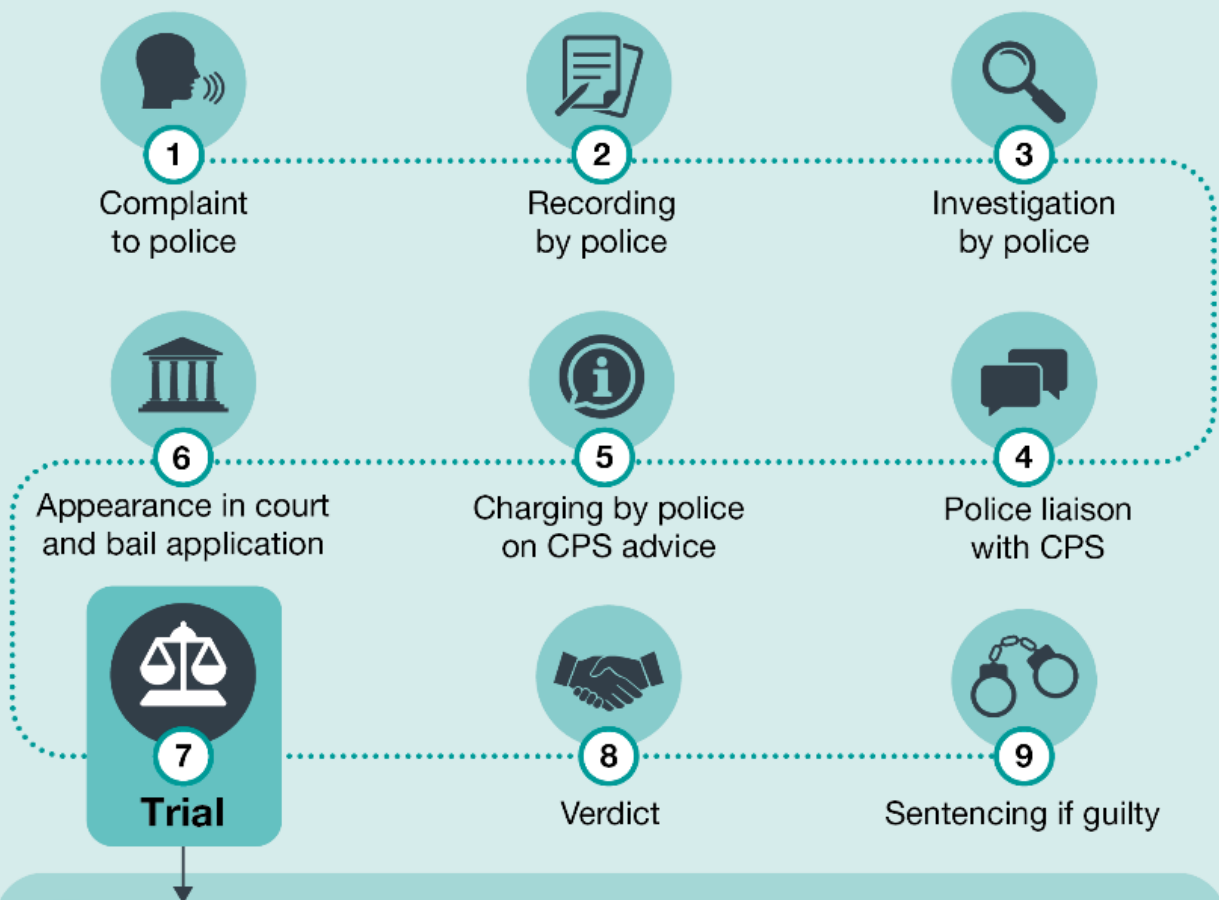 1
Complaint
to police
2
Recording
by police
3
Investigation
by police
4
Police liaison
with CPS
5
Charging by police
on CPS advice
6
Appearance in court
and bail application
7
Trial
8
Verdict
9
Sentencing if guilty